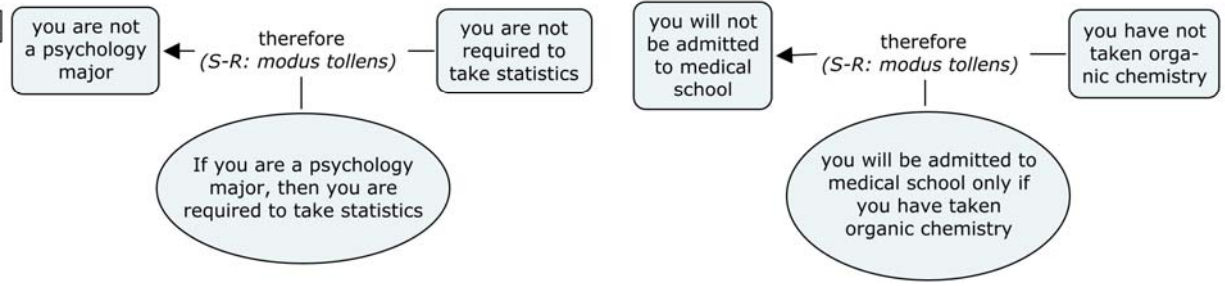 you are not
a psychology
major
therefore
(S-R: modus tollens)
you are not
required to
take statistics
If you are a psychology
major, then you are
required to take statistics
you will not
be admitted
to medical
school
therefore
(S-R: modus tollens)
you have not
taken orga-
nic chemistry
you will be admitted to
medical school only if
you have taken
organic chemistry